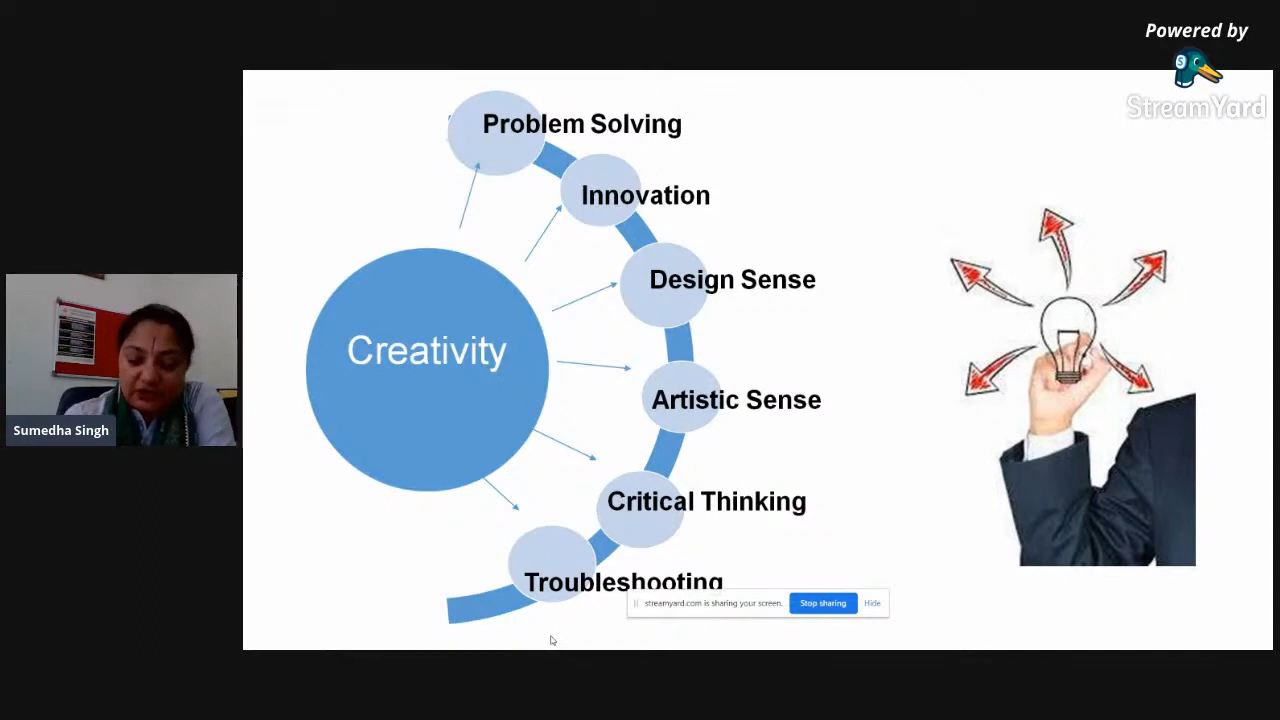 Powered by
StreamYard
Problem Solving
Innovation
Design Sense
Creativity
Artistic Sense
Sumedha Singh
Critical Thinking
Troubleshooting
streamyard.com is sharing your screen.
Stop sharing
Hide